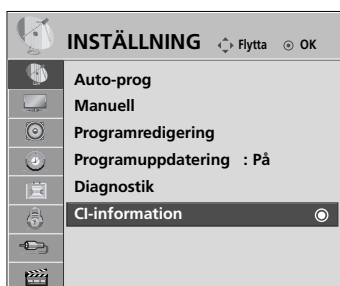 INSTÄLLNING Flytta OK
Auto-prog
Manuell
Programredigering
Programuppdatering : På
Diagnostik
CI-information